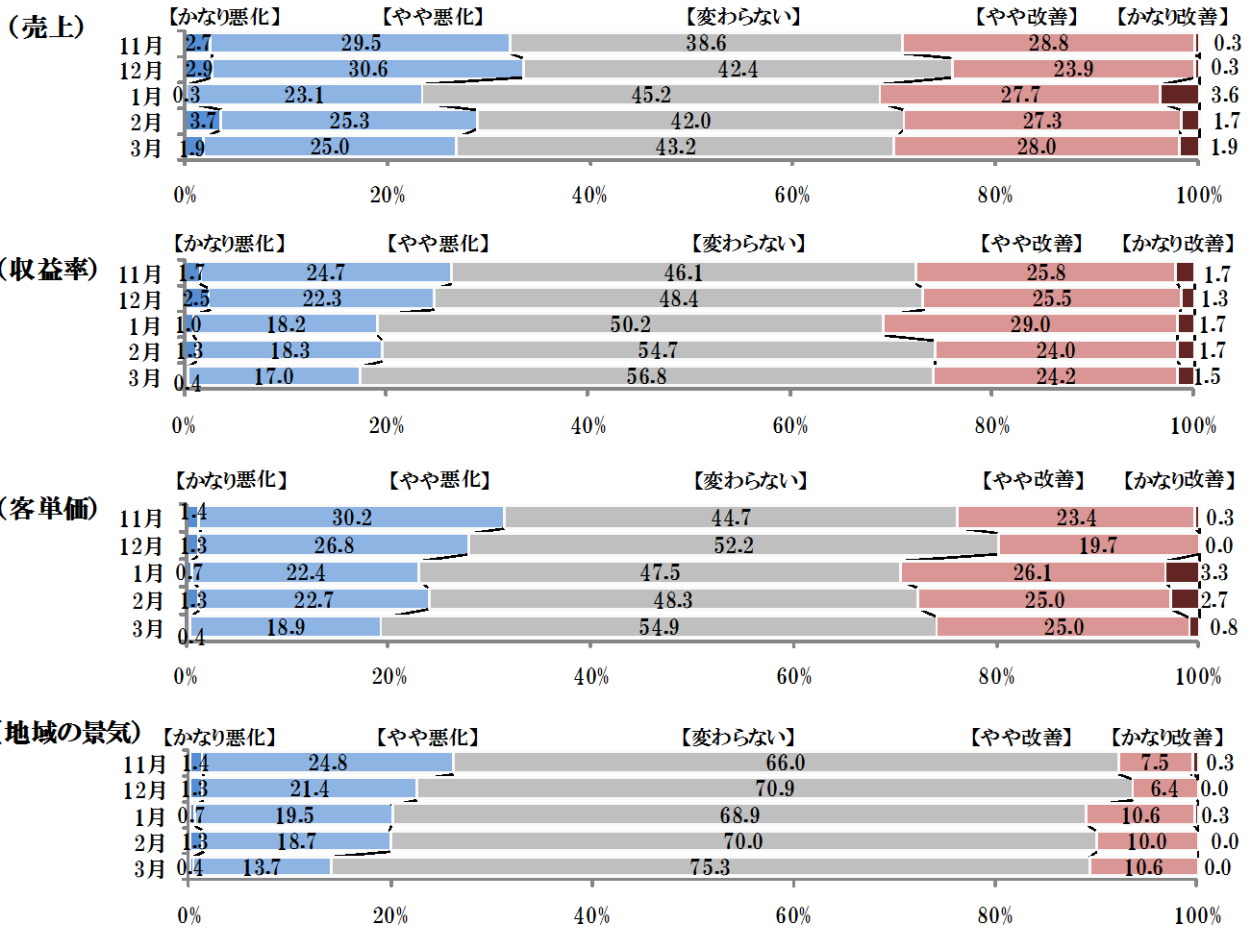 （売上）
【かなり悪化】 【やや悪化】 【変わらない】 【やや改善】 【かなり改善】
11月 2.7 29.5 38.6 28.8 0.3
12月 2.9 30.6 42.4 23.9 0.3
1月 0.3 23.1 45.2 27.7 3.6
2月 3.7 25.3 42.0 27.3 1.7
3月 1.9 25.0 43.2 28.0 1.9
0% 20% 40% 60% 80% 100%
（収益率）
【かなり悪化】 【やや悪化】 【変わらない】 【やや改善】 【かなり改善】
11月 1.7 24.7 46.1 25.8 1.7
12月 2.5 22.3 48.4 25.5 1.3
1月 1.0 18.2 50.2 29.0 1.7
2月 1.3 18.3 54.7 24.0 1.7
3月 0.4 17.0 56.8 24.2 1.5
0% 20% 40% 60% 80% 100%
（客単価）
【かなり悪化】 【やや悪化】 【変わらない】 【やや改善】 【かなり改善】
11月 1.4 30.2 44.7 23.4 0.3
12月 1.3 26.8 52.2 19.7 0.0
1月 0.7 22.4 47.5 26.1 3.3
2月 1.3 22.7 48.3 25.0 2.7
3月 0.4 18.9 54.9 25.0 0.8
0% 20% 40% 60% 80% 100%
（地域の景気）
【かなり悪化】 【やや悪化】 【変わらない】 【やや改善】 【かなり改善】
11月 1.4 24.8 66.0 7.5 0.3
12月 1.3 21.4 70.9 6.4 0.0
1月 0.7 19.5 68.9 10.6 0.3
2月 1.3 18.7 70.0 10.0 0.0
3月 0.4 13.7 75.3 10.6 0.0
0% 20% 40% 60% 80% 100%